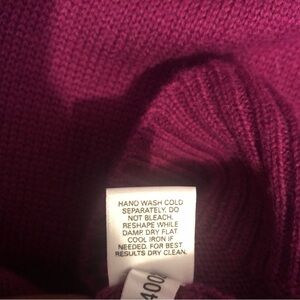 HAND WASH COLD
SEPARATELY. DO
NOT BLEACH.
RESHAPE WHILE
DAMP. DRY FLAT
COOL IRON IF
NEEDED. FOR BEST
RESULTS DRY CLEAN.
400